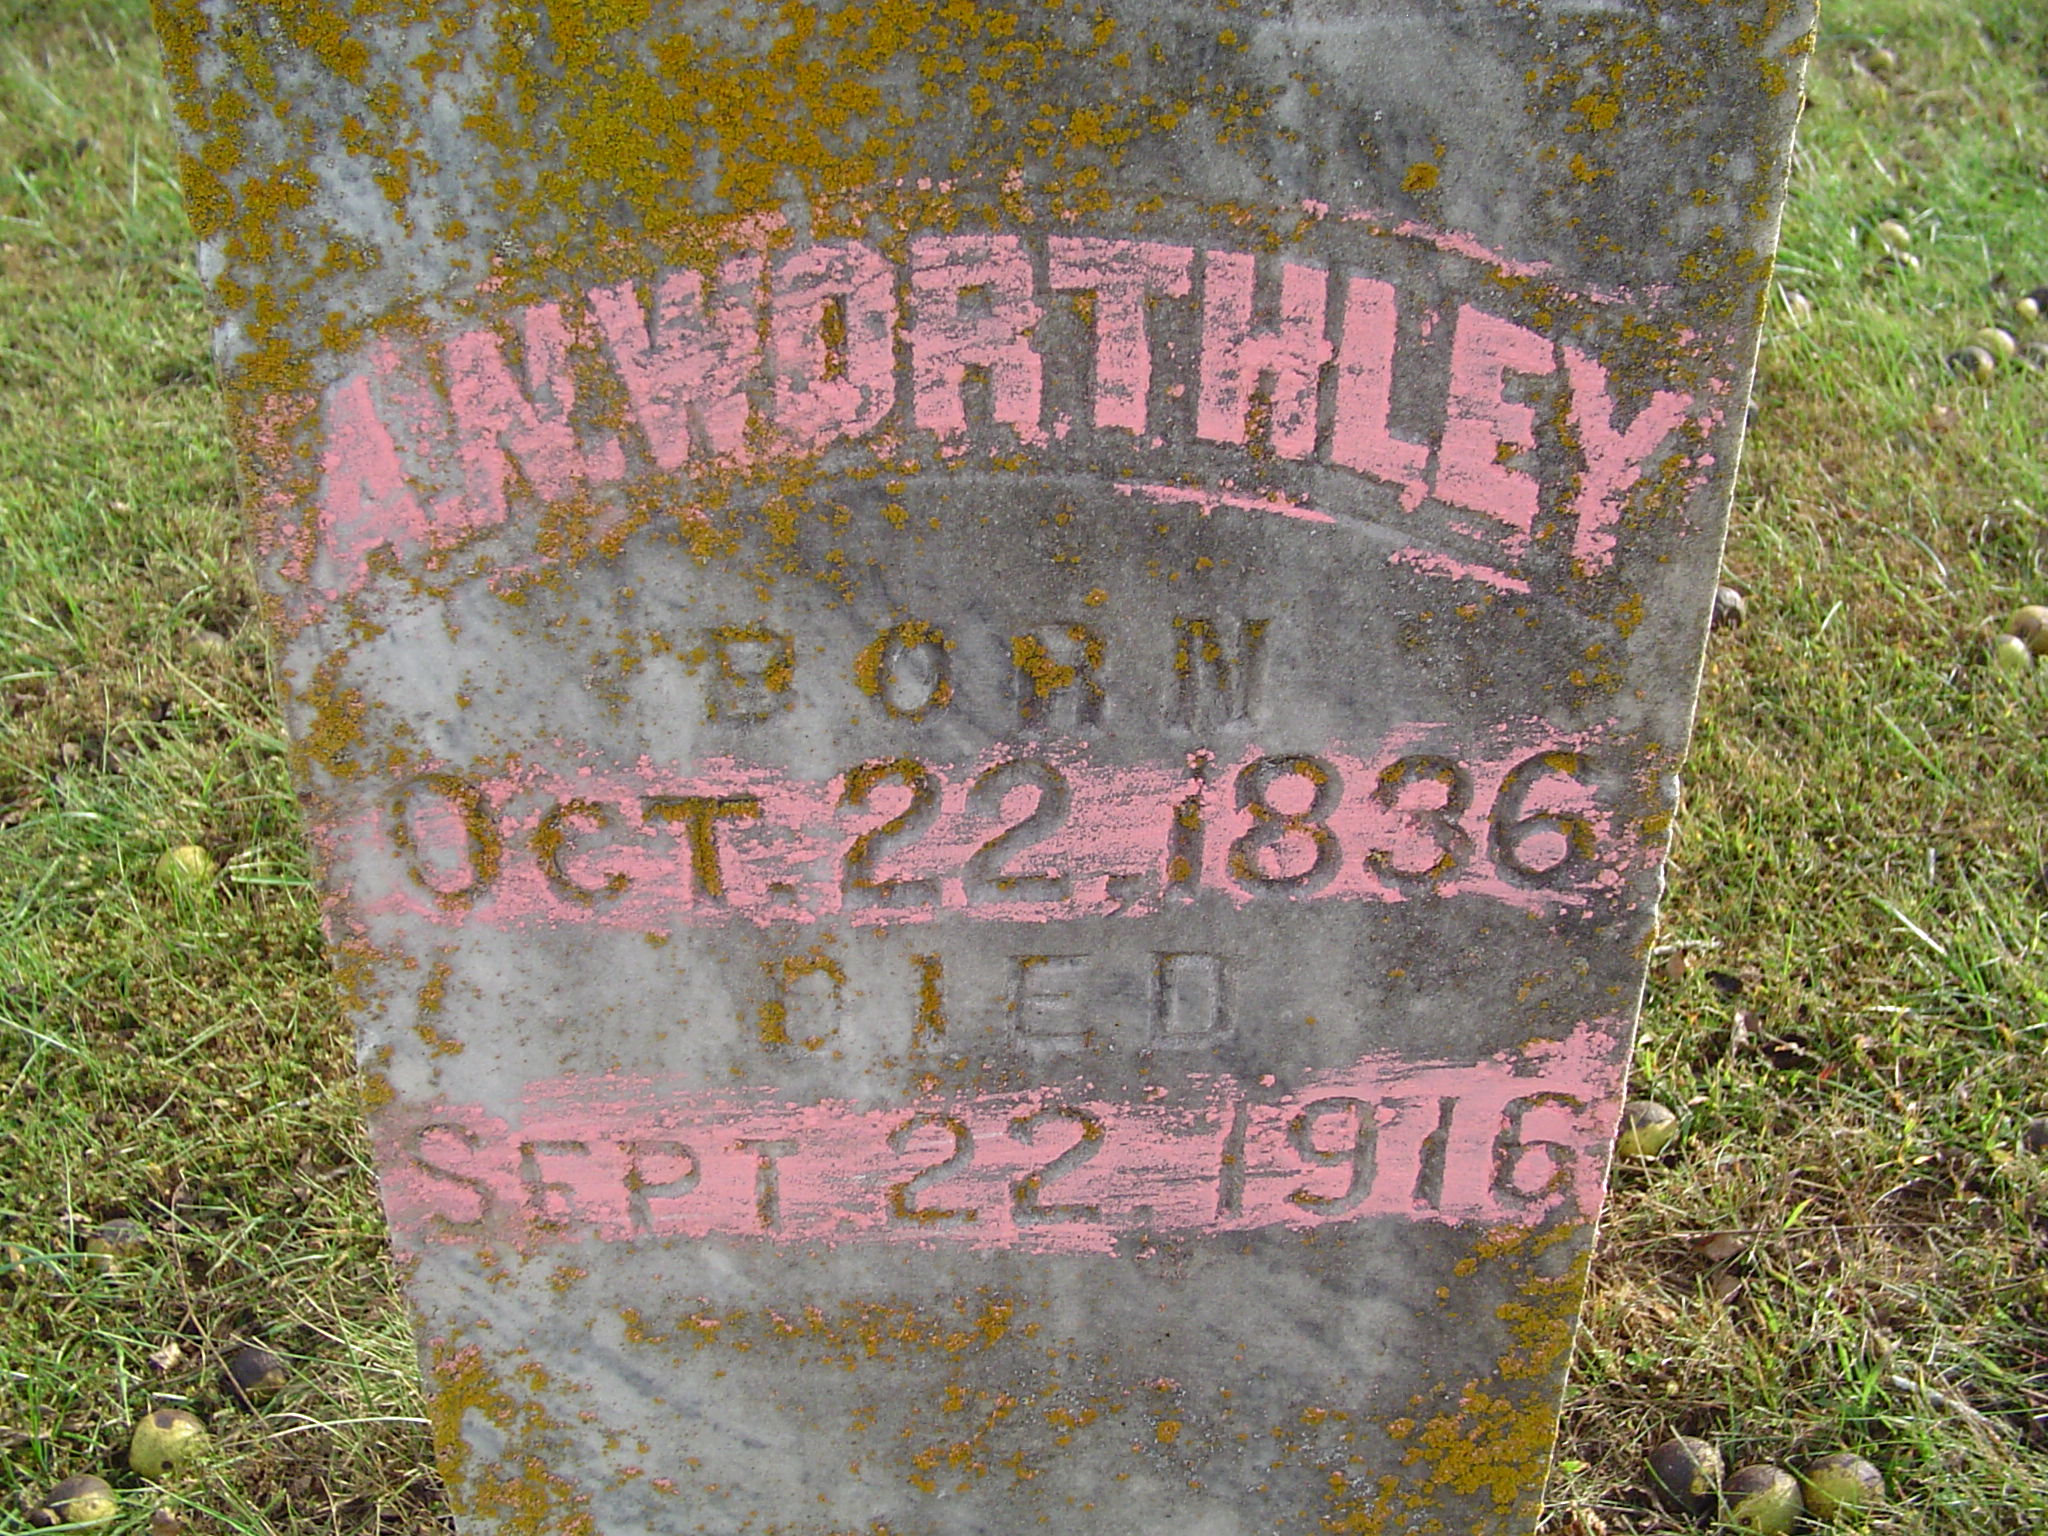 A.N. WORTHLEY
BORN
OCT. 22, 1836
DIED
SEPT. 22, 1916